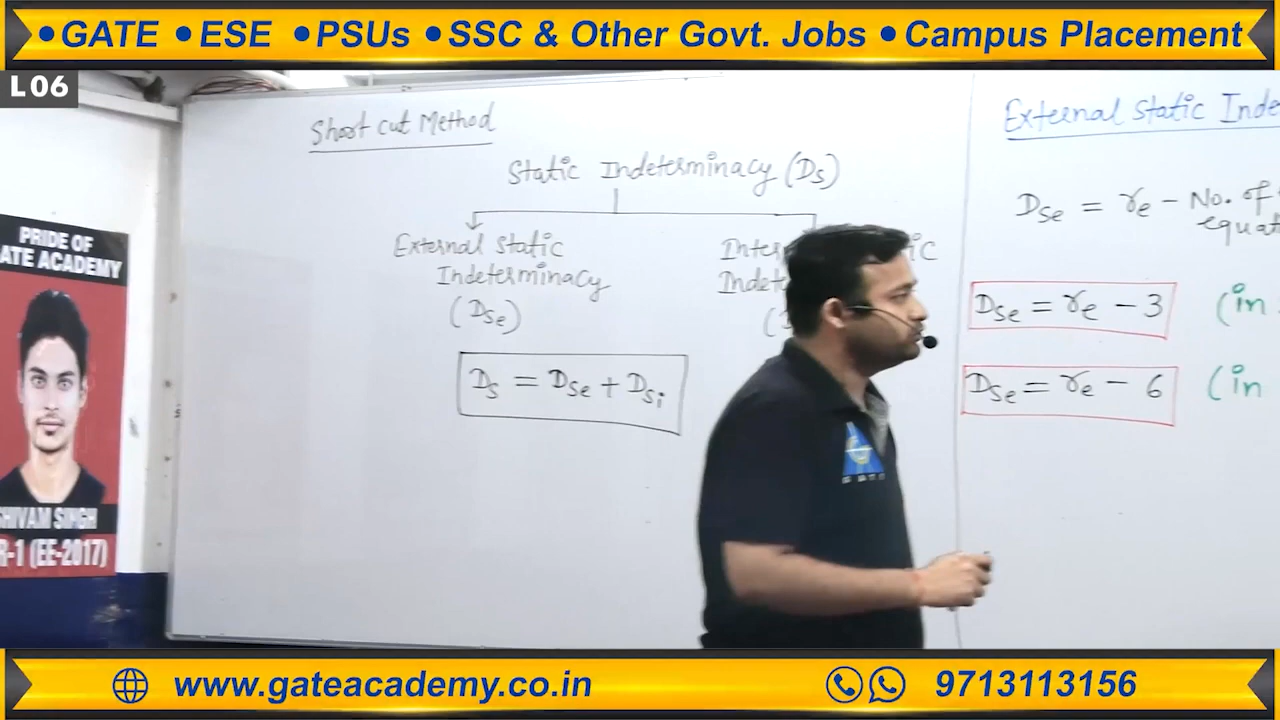 •GATE •ESE •PSUs •SSC & Other Govt. Jobs •Campus Placement
L06
Short cut Method
Static Indeterminacy (Ds)
External Static
Indeterminacy
(Dse)
Ds = Dse + Dsi
External Static Inde
Dse = re - No. of
equat
Dse = re - 3 (in
Dse = re - 6 (in
PRIDE OF
ATE ACADEMY
SHIVAM SINGH
R-1 (EE-2017)
www.gateacademy.co.in
9713113156